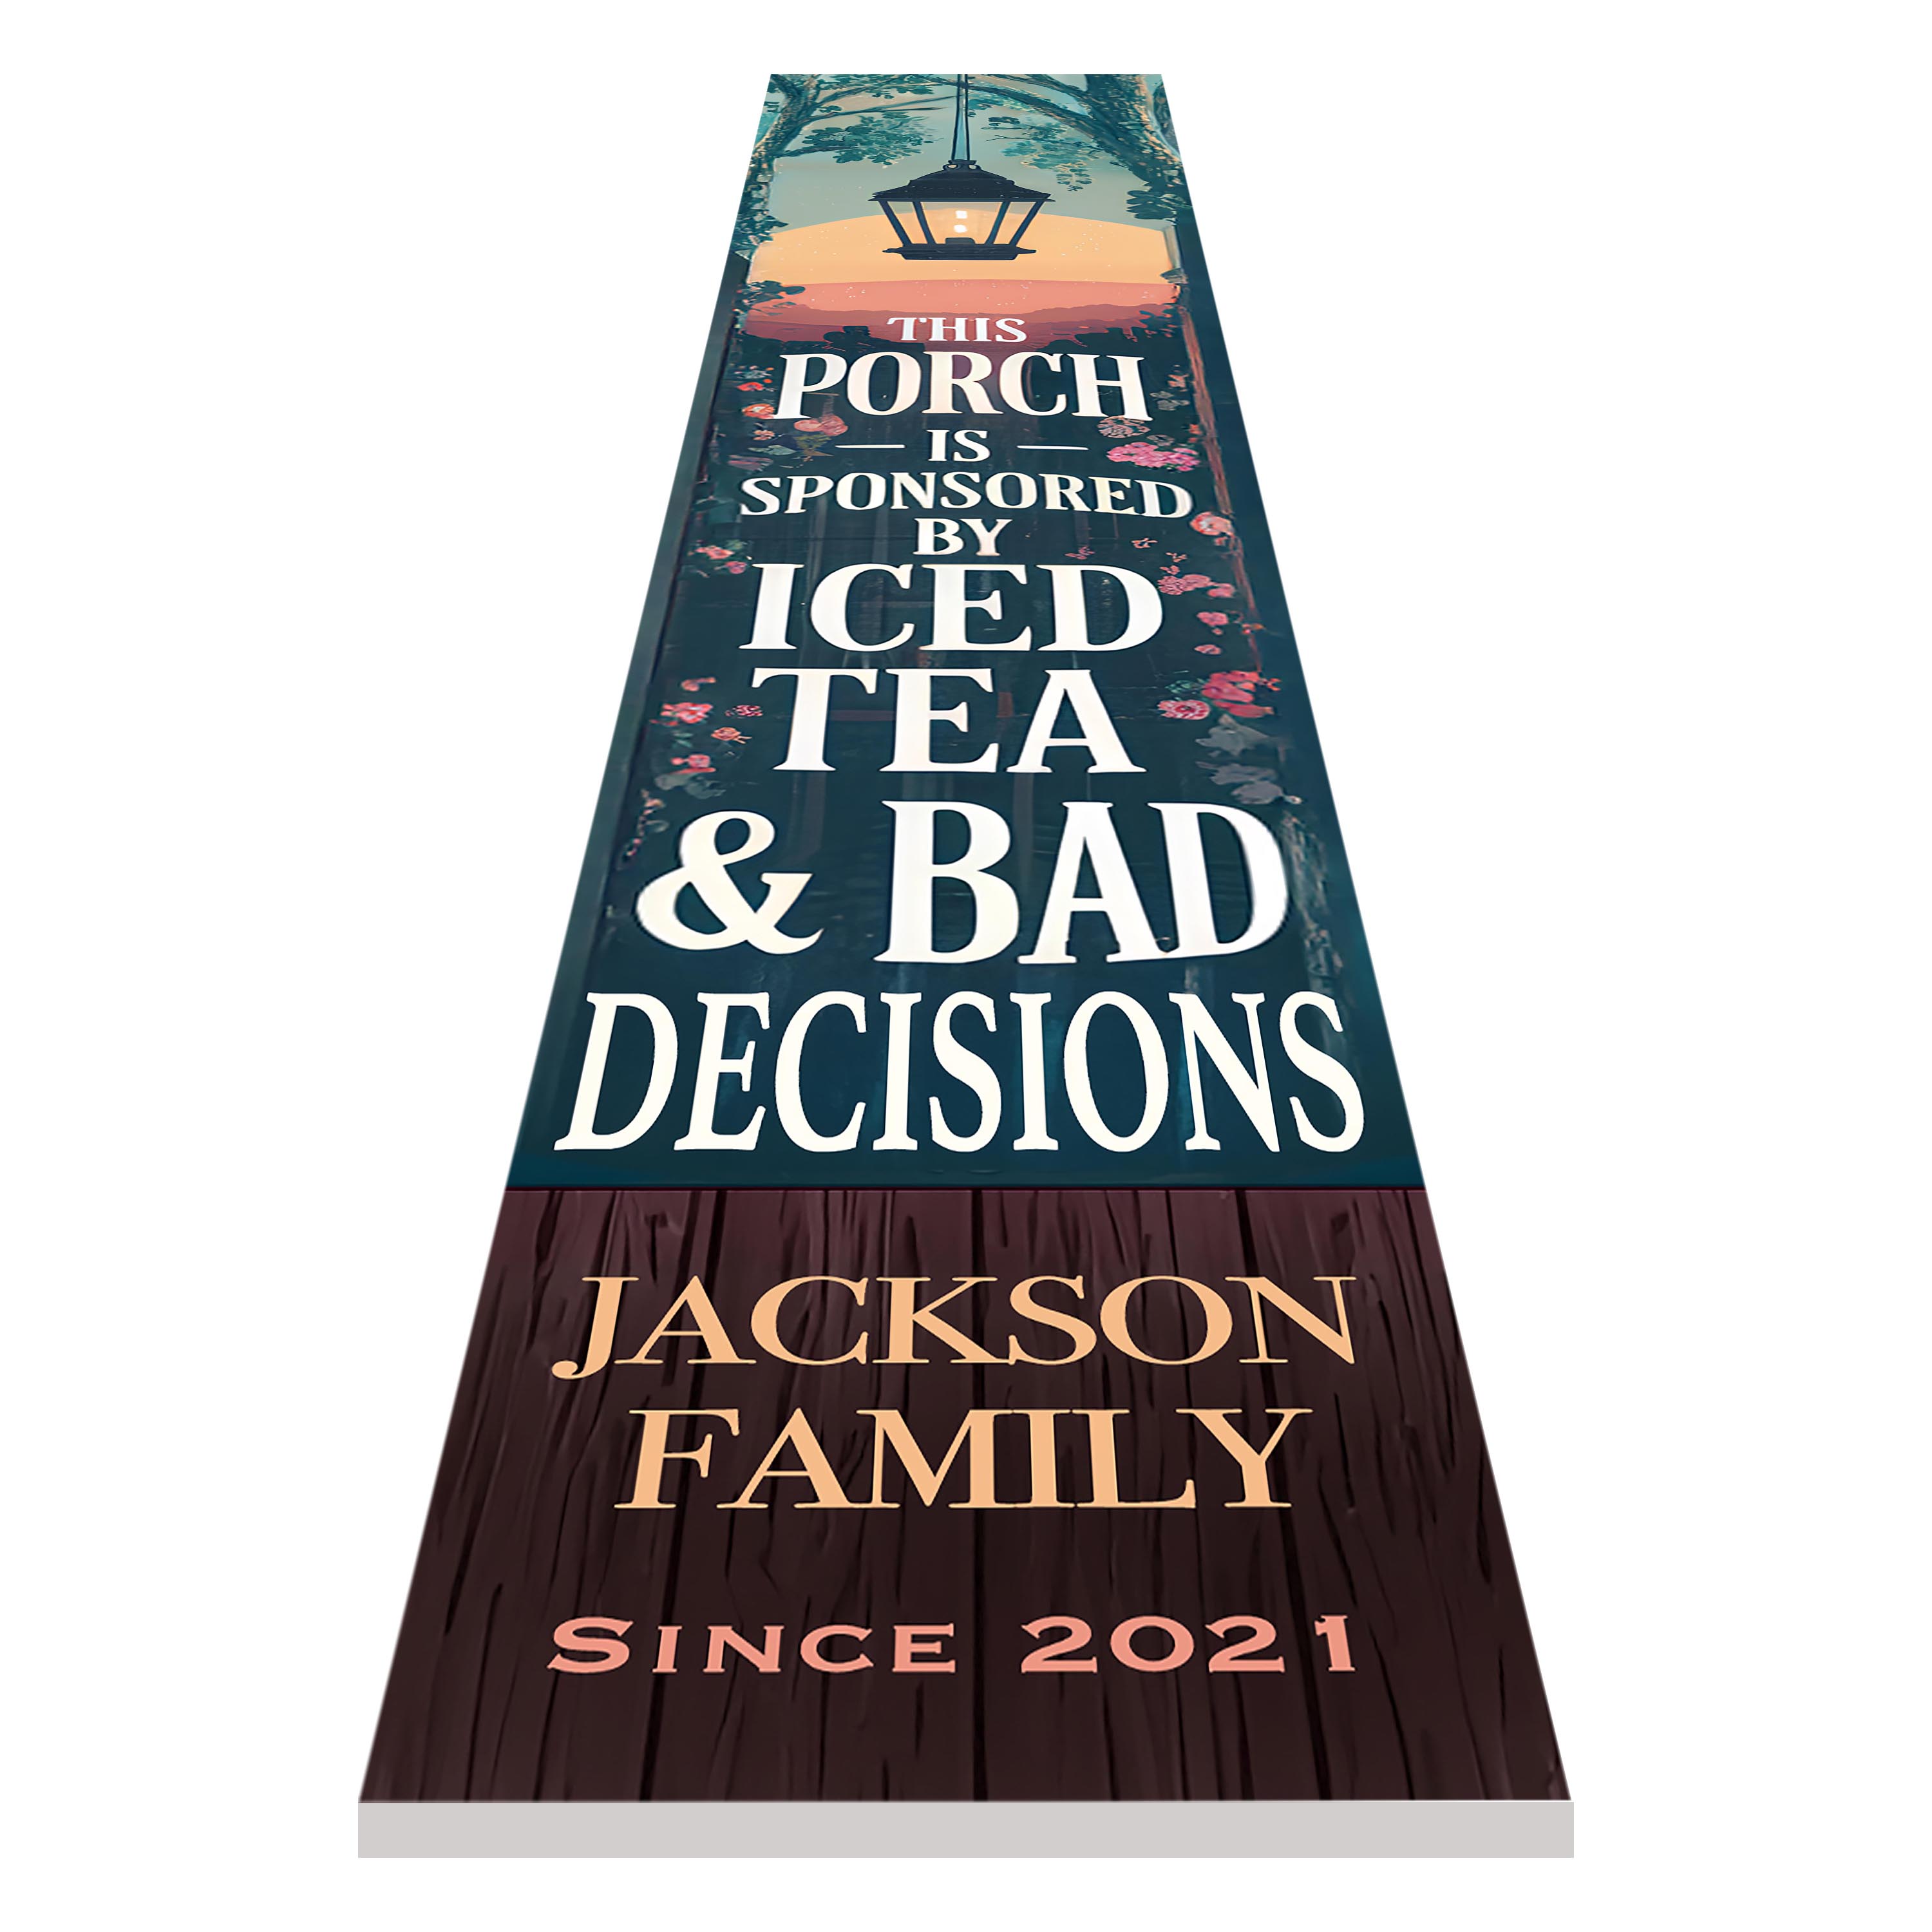 THIS
PORCH
— IS —
SPONSORED
BY
ICED
TEA
& BAD
DECISIONS
JACKSON
FAMILY
SINCE 2021